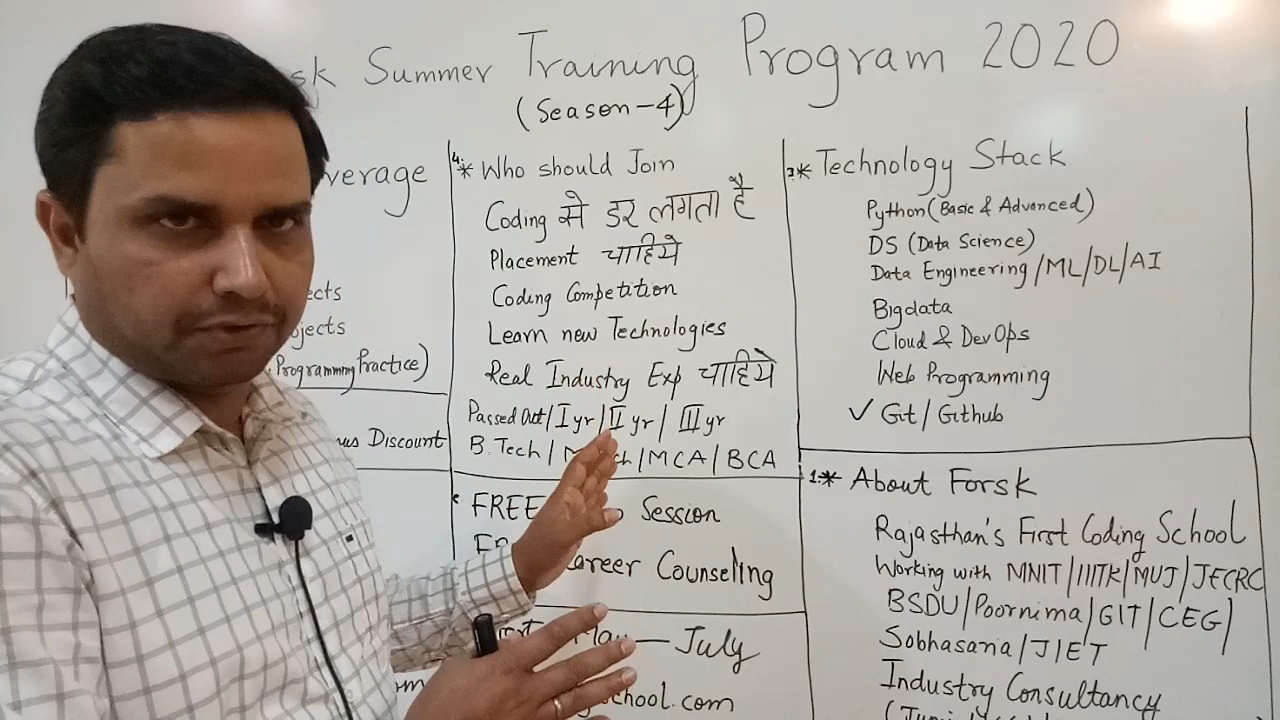 sk Summer Training Program 2020
(Season-4)
verage
ects
jects
Programming Practice)
us Discount
4.* Who should Join
Coding से डर लगता है
Placement चाहिये
Coding Competition
Learn new Technologies
Real Industry Exp चाहिये
Passed Out/I yr/II yr/ III yr
B.Tech/ /MCA/BCA
FREE Session
Career Counseling
July
school.com
* Technology Stack
Python(Basic & Advanced)
DS (Data Science)
Data Engineering/ML/DL/AI
Bigdata
Cloud & DevOps
Web Programming
✓ Git/Github
1.* About Forsk
Rajasthan's First Coding School
Working with MNIT/IIITK/MUJ/JECRC
BSDU/Poornima/GIT/CEG/
Sobhasaria/JIET
Industry Consultancy